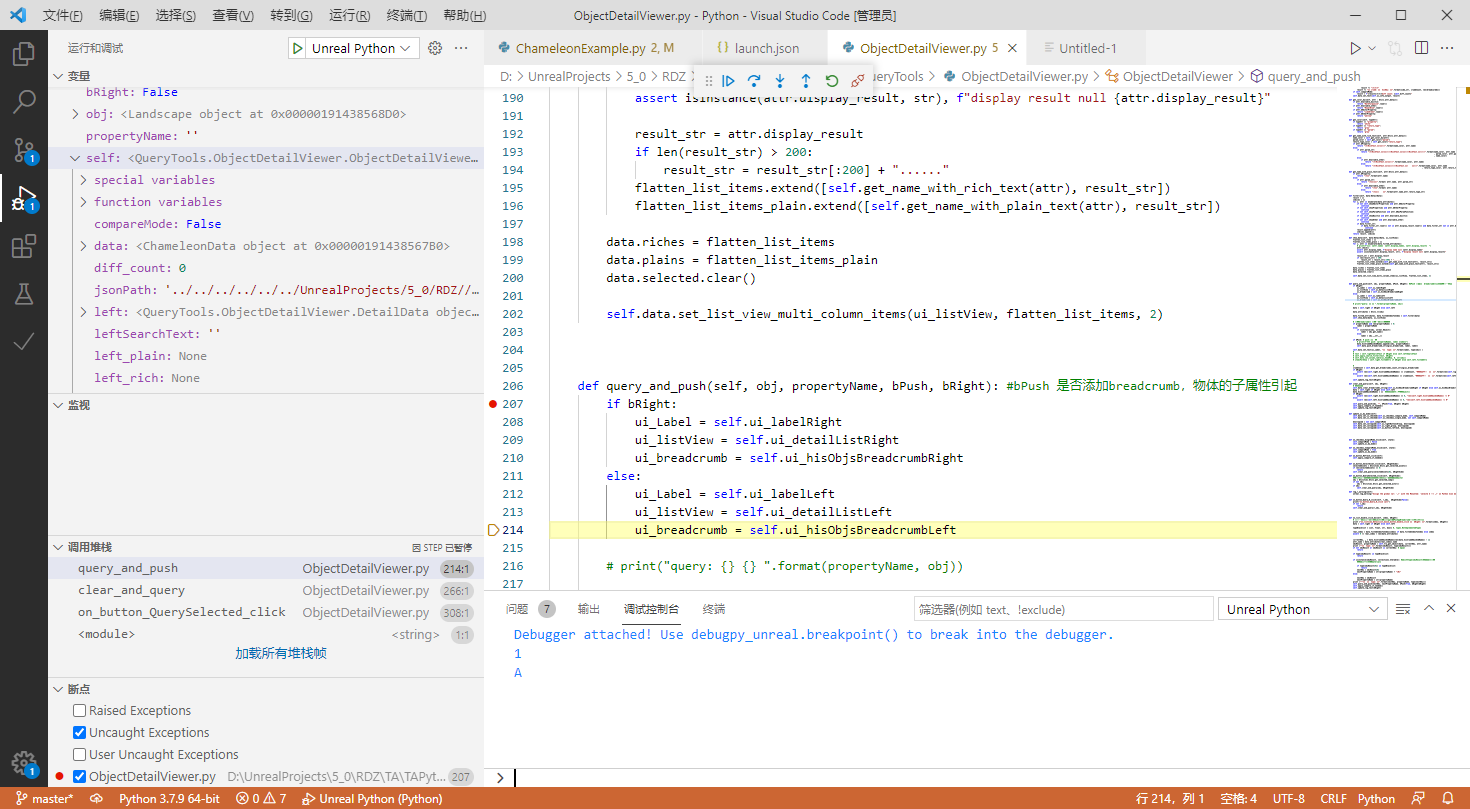 文件(F) 编辑(E) 选择(S) 查看(V) 转到(G) 运行(R) 终端(T) 帮助(H) ObjectDetailViewer.py - Python - Visual Studio Code [管理员]
运行和调试 Unreal Python ···
ChameleonExample.py 2, M {} launch.json ObjectDetailViewer.py 5 Untitled-1 ···
D: > UnrealProjects > 5_0 > RDZ ueryTools > ObjectDetailViewer.py > ObjectDetailViewer > query_and_push
变量
bRight: False
obj: <Landscape object at 0x00000191438568D0>
propertyName: ''
self: <QueryTools.ObjectDetailViewer.ObjectDetailViewe…
special variables
function variables
compareMode: False
data: <ChameleonData object at 0x00000191438567B0>
diff_count: 0
jsonPath: '../../../../../../UnrealProjects/5_0/RDZ//…
left: <QueryTools.ObjectDetailViewer.DetailData objec…
leftSearchText: ''
left_plain: None
left_rich: None
监视
调用堆栈 因 STEP 已暂停
query_and_push ObjectDetailViewer.py 214:1
clear_and_query ObjectDetailViewer.py 266:1
on_button_QuerySelected_click ObjectDetailViewer.py 308:1
<module> <string> 1:1
加载所有堆栈帧
断点
Raised Exceptions
Uncaught Exceptions
User Uncaught Exceptions
ObjectDetailViewer.py D:\UnrealProjects\5_0\RDZ\TA\TAPyt... 207
190 assert isinstance(attr.display_result, str), f"display result null {attr.display_result}"
191
192 result_str = attr.display_result
193 if len(result_str) > 200:
194 result_str = result_str[:200] + "......"
195 flatten_list_items.extend([self.get_name_with_rich_text(attr), result_str])
196 flatten_list_items_plain.extend([self.get_name_with_plain_text(attr), result_str])
197
198 data.riches = flatten_list_items
199 data.plains = flatten_list_items_plain
200 data.selected.clear()
201
202 self.data.set_list_view_multi_column_items(ui_listView, flatten_list_items, 2)
203
204
205
206 def query_and_push(self, obj, propertyName, bPush, bRight): #bPush 是否添加breadcrumb，物体的子属性引起
207 if bRight:
208 ui_Label = self.ui_labelRight
209 ui_listView = self.ui_detailListRight
210 ui_breadcrumb = self.ui_hisObjsBreadcrumbRight
211 else:
212 ui_Label = self.ui_labelLeft
213 ui_listView = self.ui_detailListLeft
214 ui_breadcrumb = self.ui_hisObjsBreadcrumbLeft
215
216 # print("query: {} {} ".format(propertyName, obj))
217
问题 7 输出 调试控制台 终端 筛选器(例如 text、!exclude) Unreal Python
Debugger attached! Use debugpy_unreal.breakpoint() to break into the debugger.
1
A
>
master* Python 3.7.9 64-bit 0 7 Unreal Python (Python) 行 214，列 1 空格: 4 UTF-8 CRLF Python